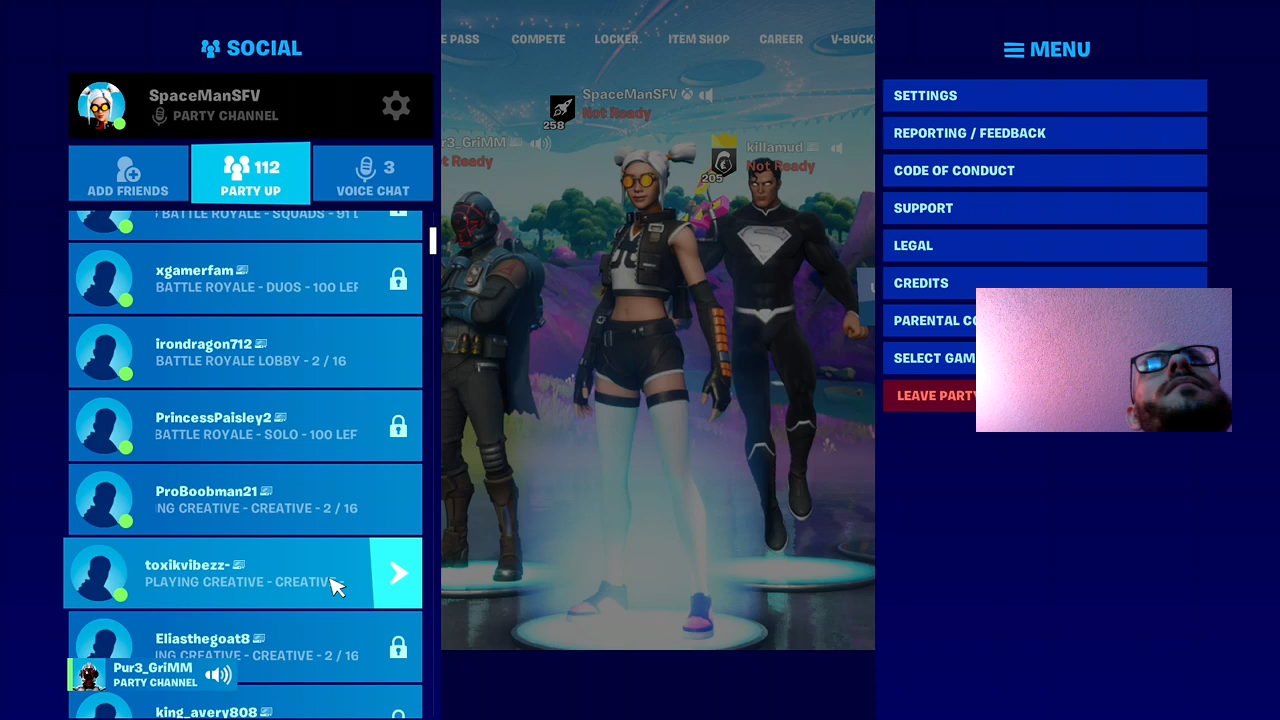 SOCIAL
SpaceManSFV
PARTY CHANNEL
ADD FRIENDS
112
PARTY UP
3
VOICE CHAT
BATTLE ROYALE - SQUADS - 91 L
xgamerfam
BATTLE ROYALE - DUOS - 100 LEF
irondragon712
BATTLE ROYALE LOBBY - 2 / 16
PrincessPaisley2
BATTLE ROYALE - SOLO - 100 LEF
ProBoobman21
NG CREATIVE - CREATIVE - 2 / 16
toxikvibezz-
PLAYING CREATIVE - CREATIV
Eliasthegoat8
NG CREATIVE - CREATIVE - 2 / 16
Pur3_GriMM
PARTY CHANNEL
king_avery808
E PASS
COMPETE
LOCKER
ITEM SHOP
CAREER
V-BUCK
SpaceManSFV
Not Ready
258
r3_GriMM
t Ready
killamud
Not Ready
205
MENU
SETTINGS
REPORTING / FEEDBACK
CODE OF CONDUCT
SUPPORT
LEGAL
CREDITS
PARENTAL CO
SELECT GAM
LEAVE PARTY